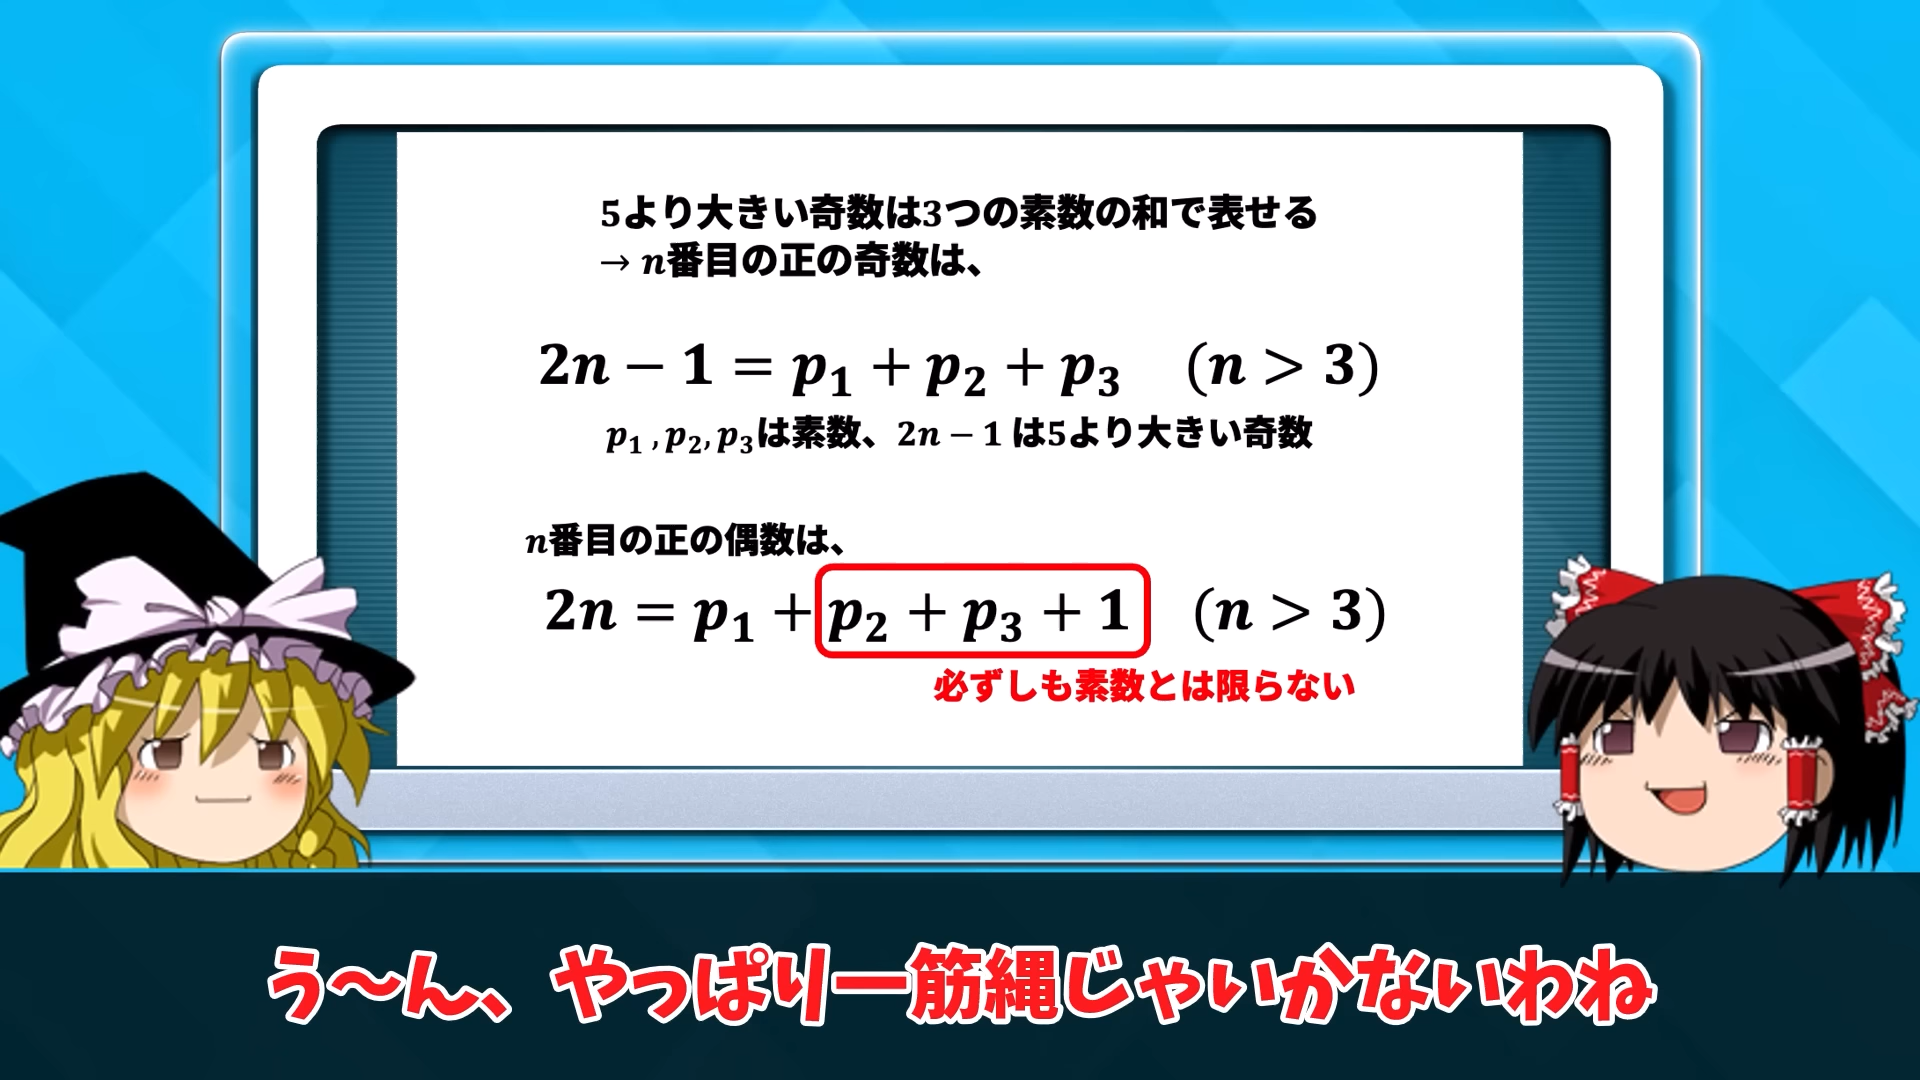 5より大きい奇数は3つの素数の和で表せる
→ n番目の正の奇数は、
2n − 1 = p₁ + p₂ + p₃ (n > 3)
p₁ , p₂, p₃は素数、2n − 1 は5より大きい奇数
n番目の正の偶数は、
2n = p₁ + p₂ + p₃ + 1 (n > 3)
必ずしも素数とは限らない
う〜ん、やっぱり一筋縄じゃいかないわね